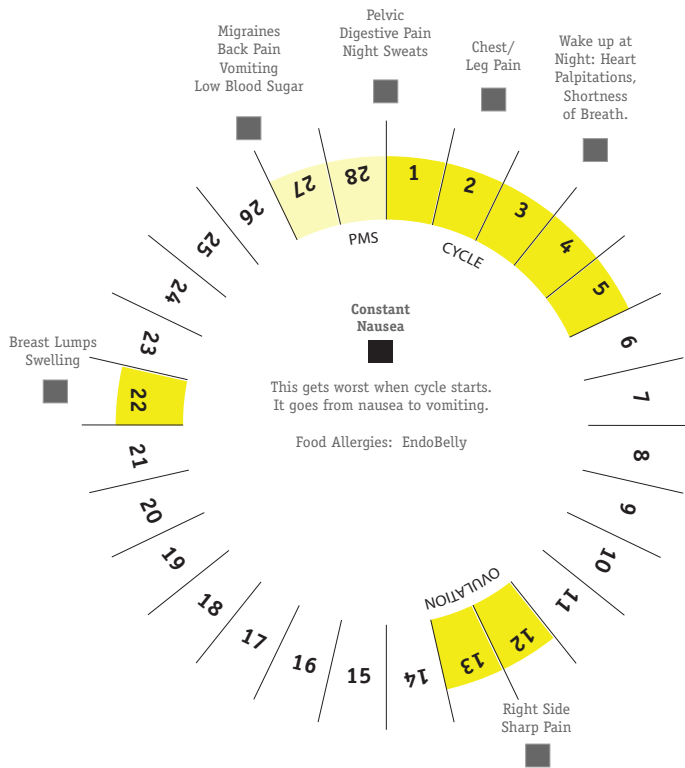 Migraines
Back Pain
Vomiting
Low Blood Sugar
Pelvic
Digestive Pain
Night Sweats
Chest/
Leg Pain
Wake up at
Night: Heart
Palpitations,
Shortness
of Breath.
1
2
3
4
5
6
7
8
9
10
11
12
13
14
15
16
17
18
19
20
21
22
23
24
25
26
27
28
PMS
CYCLE
OVULATION
Constant
Nausea
This gets worst when cycle starts.
It goes from nausea to vomiting.
Food Allergies: EndoBelly
Breast Lumps
Swelling
Right Side
Sharp Pain